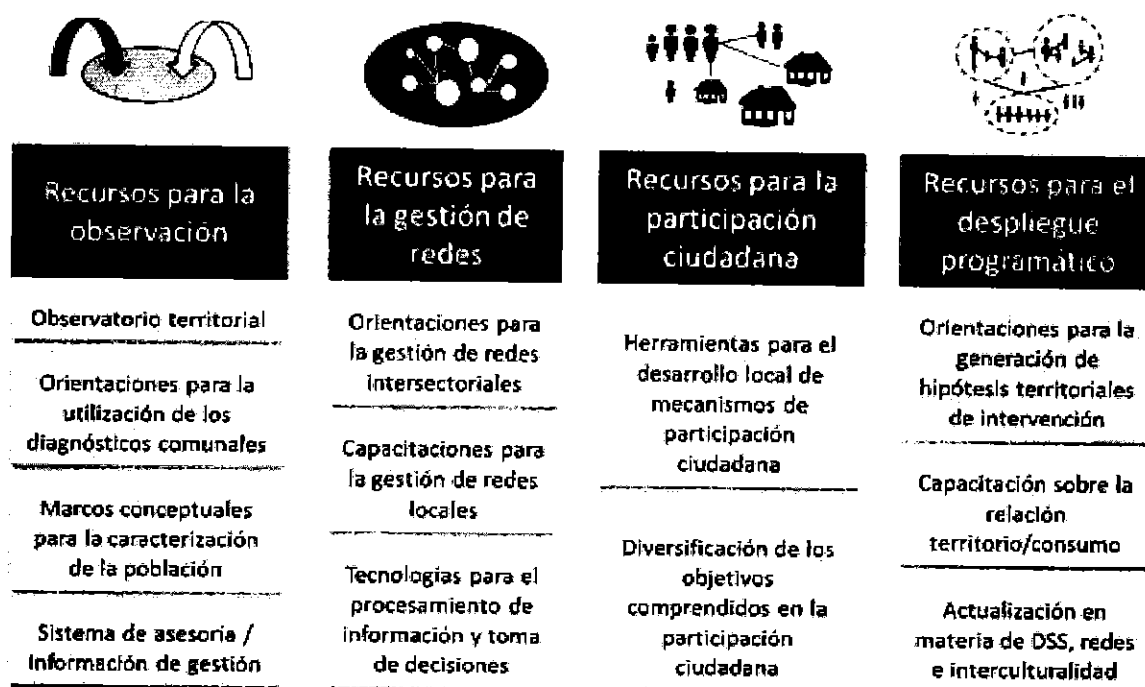 Recursos para la
observación
Observatorio territorial
Orientaciones para la
utilización de los
diagnósticos comunales
Marcos conceptuales
para la caracterización
de la población
Sistema de asesoría /
Información de gestión
Recursos para
la gestión de
redes
Orientaciones para
la gestión de redes
intersectoriales
Capacitaciones para
la gestión de redes
locales
Tecnologías para el
procesamiento de
información y toma
de decisiones
Recursos para la
participación
ciudadana
Herramientas para el
desarrollo local de
mecanismos de
participación
ciudadana
Diversificación de los
objetivos
comprendidos en la
participación
ciudadana
Recursos para el
despliegue
programático
Orientaciones para la
generación de
hipótesis territoriales
de intervención
Capacitación sobre la
relación
territorio/consumo
Actualización en
materia de DSS, redes
e interculturalidad